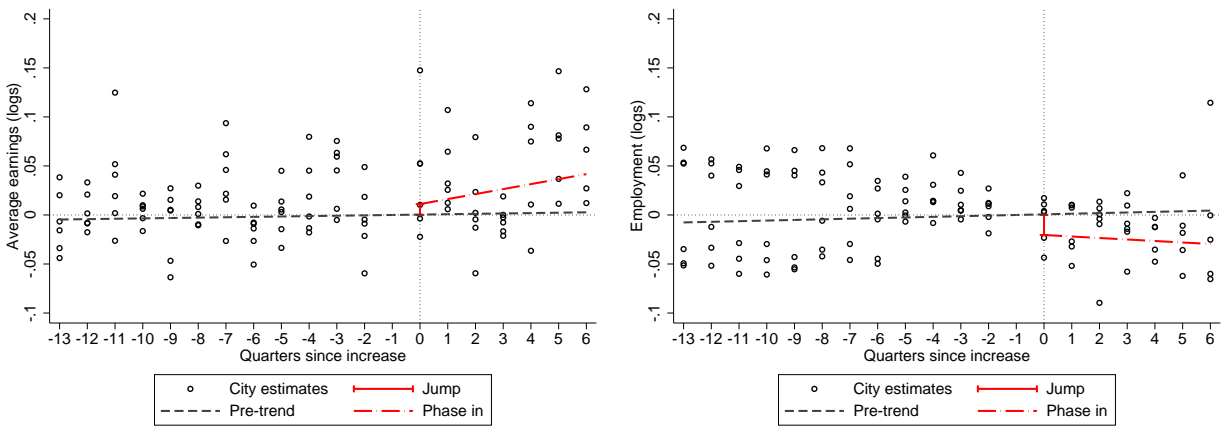 .2
.15
.1
.05
0
-.05
-.1
Average earnings (logs)
-13 -12 -11 -10 -9 -8 -7 -6 -5 -4 -3 -2 -1 0 1 2 3 4 5 6
Quarters since increase
City estimates
Jump
Pre-trend
Phase in
.2
.15
.1
.05
0
-.05
-.1
Employment (logs)
-13 -12 -11 -10 -9 -8 -7 -6 -5 -4 -3 -2 -1 0 1 2 3 4 5 6
Quarters since increase
City estimates
Jump
Pre-trend
Phase in